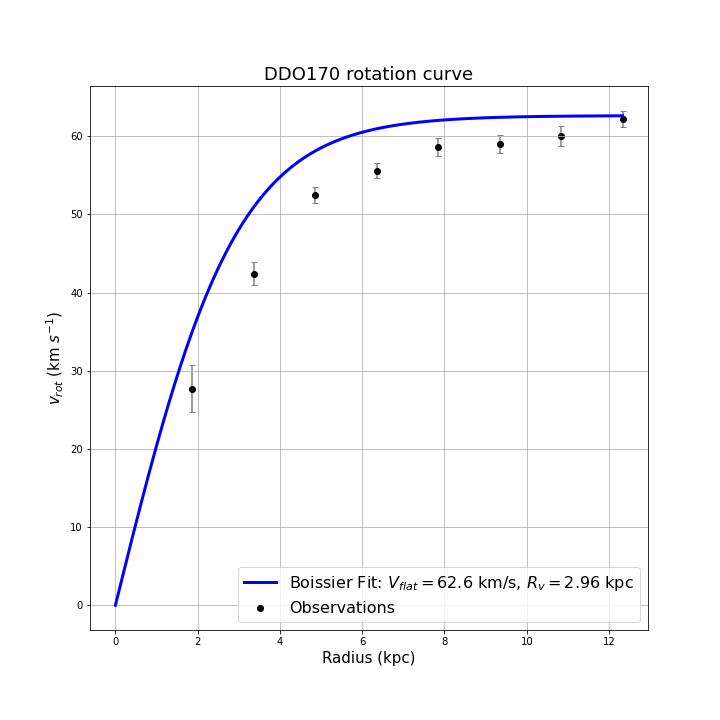 DDO170 rotation curve
60
50
40
30
20
10
0
v_rot (km s^−1)
Boissier Fit: V_flat = 62.6 km/s, R_v = 2.96 kpc
Observations
0 2 4 6 8 10 12
Radius (kpc)